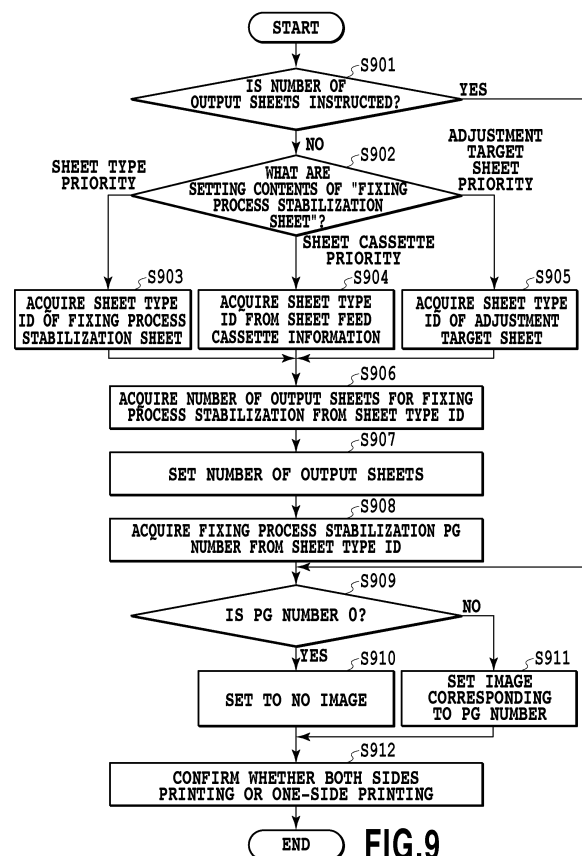 START
S901
IS NUMBER OF
OUTPUT SHEETS INSTRUCTED?
YES
NO
S902
WHAT ARE
SETTING CONTENTS OF "FIXING
PROCESS STABILIZATION
SHEET"?
SHEET TYPE
PRIORITY
ADJUSTMENT
TARGET
SHEET
PRIORITY
SHEET CASSETTE
PRIORITY
S903
ACQUIRE SHEET TYPE
ID OF FIXING PROCESS
STABILIZATION SHEET
S904
ACQUIRE SHEET TYPE
ID FROM SHEET FEED
CASSETTE INFORMATION
S905
ACQUIRE SHEET TYPE
ID OF ADJUSTMENT
TARGET SHEET
S906
ACQUIRE NUMBER OF OUTPUT SHEETS FOR FIXING
PROCESS STABILIZATION FROM SHEET TYPE ID
S907
SET NUMBER OF OUTPUT SHEETS
S908
ACQUIRE FIXING PROCESS STABILIZATION PG
NUMBER FROM SHEET TYPE ID
S909
IS PG NUMBER 0?
NO
YES
S910
SET TO NO IMAGE
S911
SET IMAGE
CORRESPONDING
TO PG NUMBER
S912
CONFIRM WHETHER BOTH SIDES
PRINTING OR ONE-SIDE PRINTING
END
FIG.9